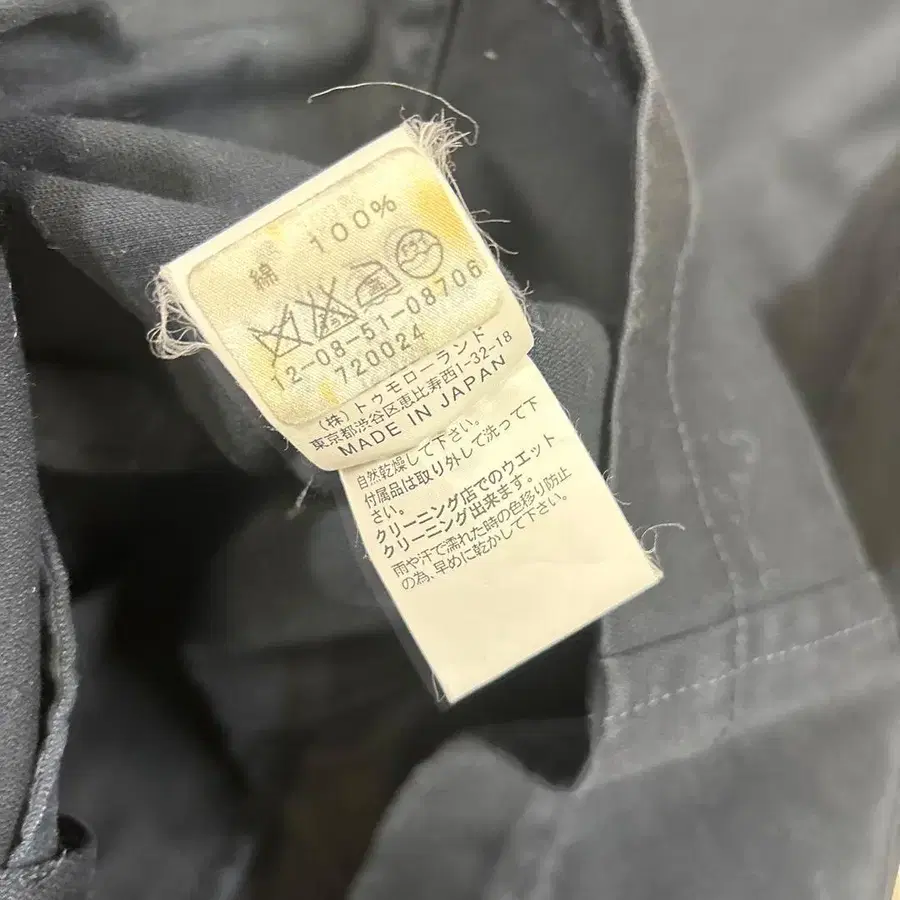 綿 100%
ドライ
12-08-51-08706
720024
(株)トゥモローランド
東京都渋谷区恵比寿西1-32-18
MADE IN JAPAN
自然乾燥して下さい。
付属品は取り外して洗って下
さい。
クリーニング店でのウエット
クリーニング出来ます。
雨や汗で濡れた時の色移り防止
の為、早めに乾かして下さい。